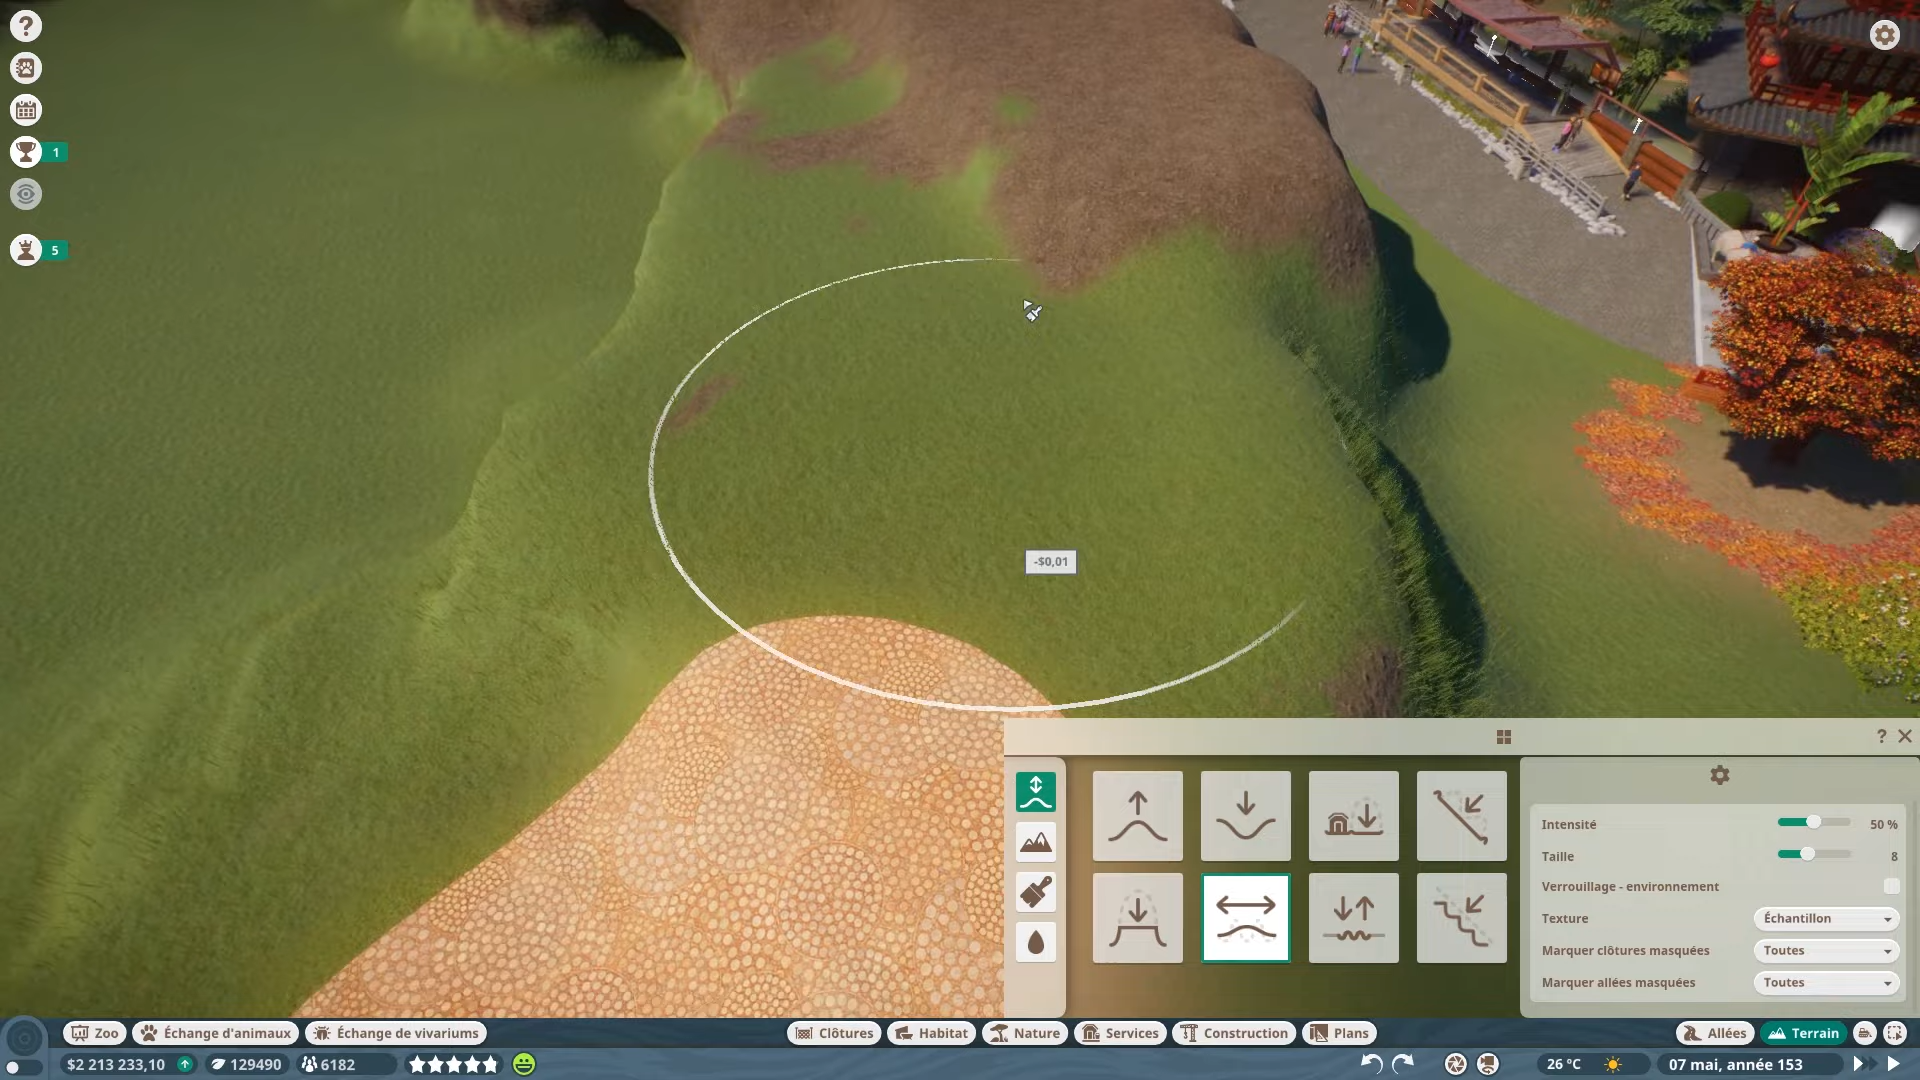 ?
1
5
-$0,01
?
Intensité 50 %
Taille 8
Verrouillage - environnement
Texture Échantillon
Marquer clôtures masquées Toutes
Marquer allées masquées Toutes
Zoo Échange d'animaux Échange de vivariums Clôtures Habitat Nature Services Construction Plans Allées Terrain
$2 213 233,10 129490 6182 26 °C 07 mai, année 153